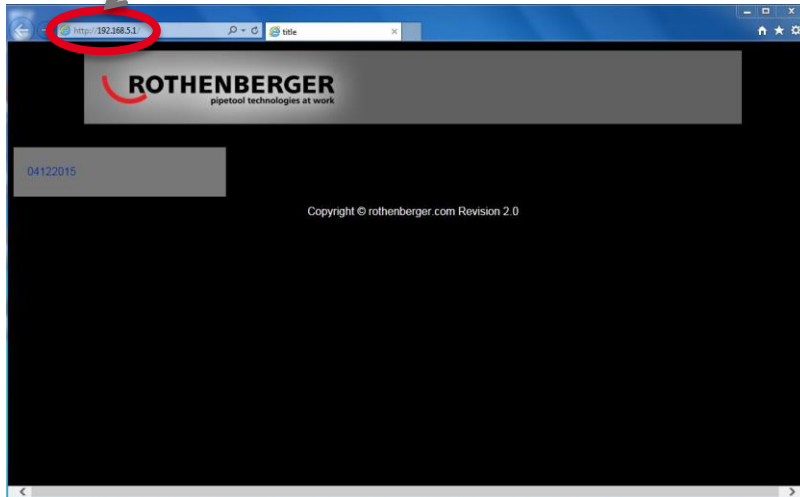 http://192.168.5.1/
title
ROTHENBERGER
pipetool technologies at work
04122015
Copyright © rothenberger.com Revision 2.0